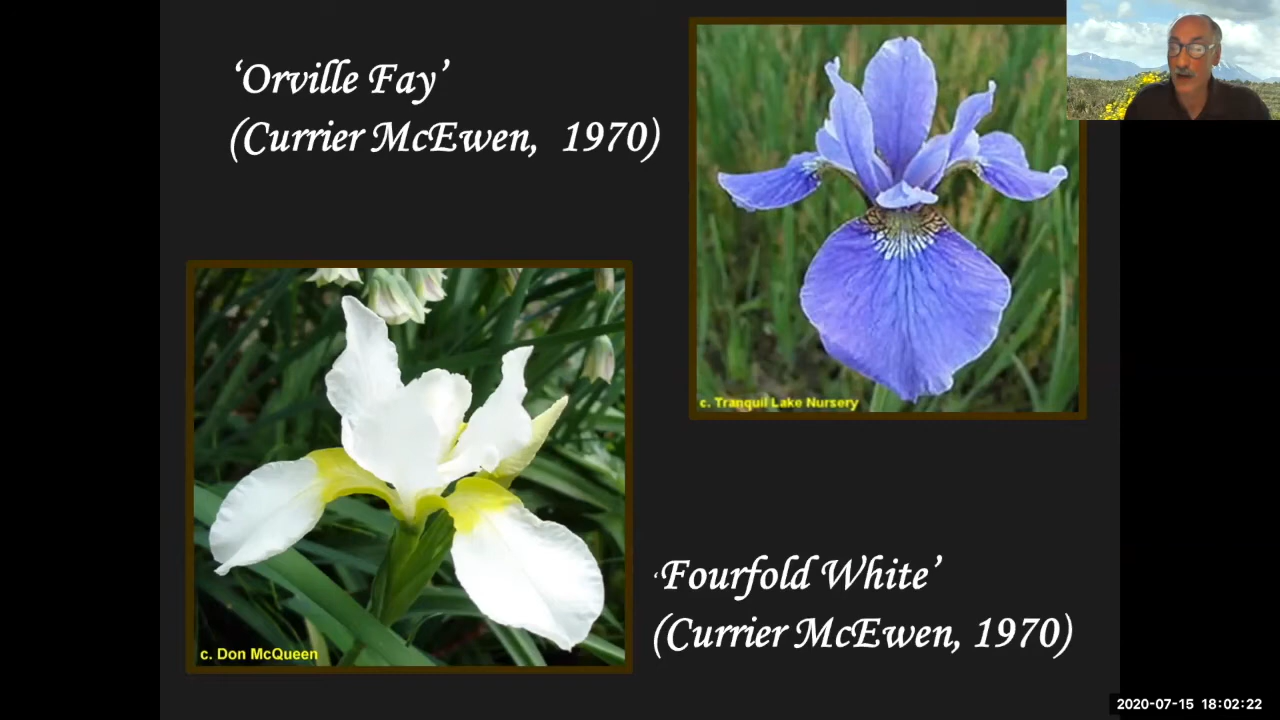 ‘Orville Fay’
(Currier McEwen, 1970)
c. Tranquil Lake Nursery
c. Don McQueen
‘Fourfold White’
(Currier McEwen, 1970)
2020-07-15 18:02:22